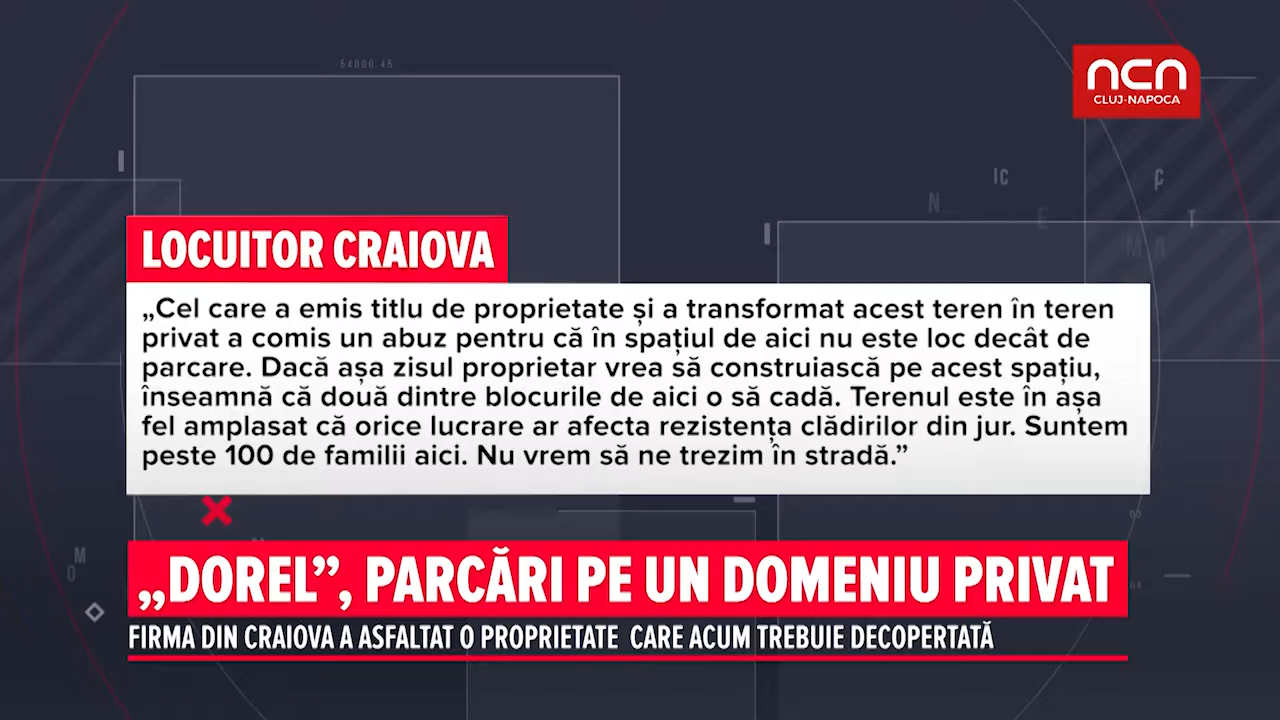 54000.45
ncn
CLUJ-NAPOCA
LOCUITOR CRAIOVA
„Cel care a emis titlu de proprietate și a transformat acest teren în teren
privat a comis un abuz pentru că în spațiul de aici nu este loc decât de
parcare. Dacă așa zisul proprietar vrea să construiască pe acest spațiu,
înseamnă că două dintre blocurile de aici o să cadă. Terenul este în așa
fel amplasat că orice lucrare ar afecta rezistența clădirilor din jur. Suntem
peste 100 de familii aici. Nu vrem să ne trezim în stradă.”
„DOREL”, PARCĂRI PE UN DOMENIU PRIVAT
FIRMA DIN CRAIOVA A ASFALTAT O PROPRIETATE  CARE ACUM TREBUIE DECOPERTATĂ